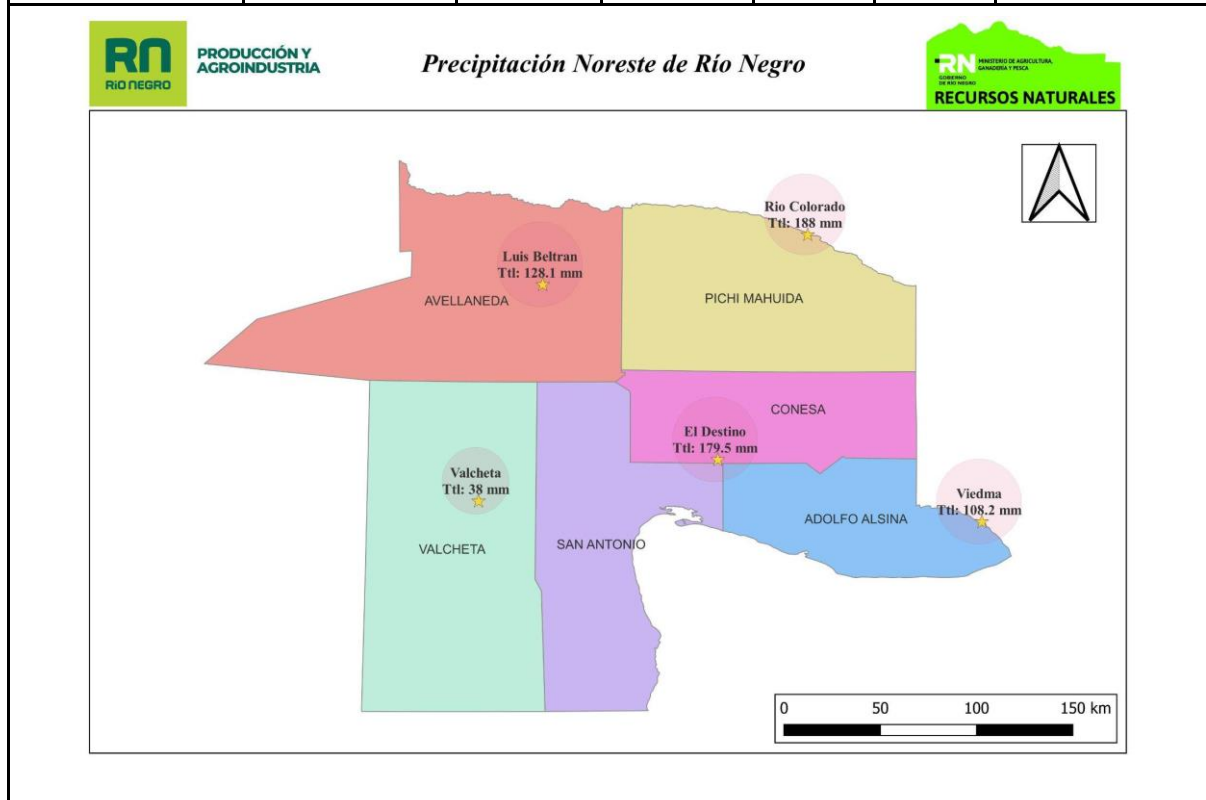 RN
RÍO NEGRO
PRODUCCIÓN Y
AGROINDUSTRIA
Precipitación Noreste de Río Negro
RN
MINISTERIO DE AGRICULTURA,
GANADERÍA Y PESCA
GOBIERNO
DE RÍO NEGRO
RECURSOS NATURALES
Rio Colorado
Ttl: 188 mm
Luis Beltran
Ttl: 128.1 mm
AVELLANEDA
PICHI MAHUIDA
CONESA
El Destino
Ttl: 179.5 mm
Valcheta
Ttl: 38 mm
Viedma
Ttl: 108.2 mm
ADOLFO ALSINA
VALCHETA
SAN ANTONIO
0 50 100 150 km